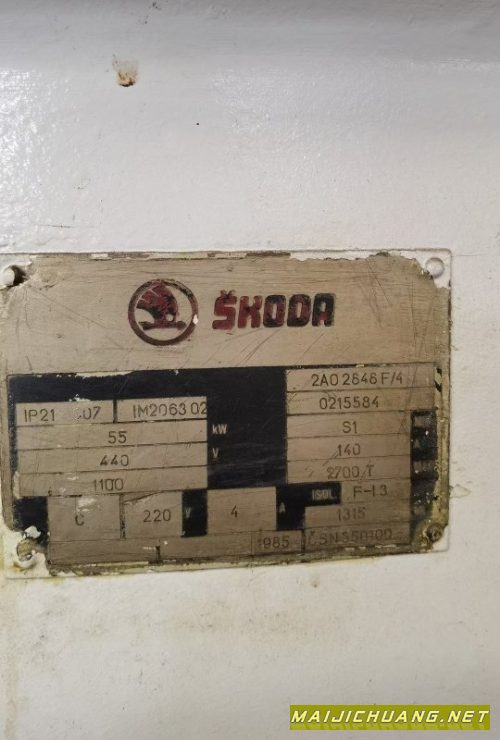 ŠKODA
2AO 2848 F/4
IP21 IM2063 02 0215584
55 kW S1
440 V 140
1100 2700/T
C 220 V 4 A ISOL F-I.3
1315
1985 ČSN 350100
MAIJICHUANG.NET